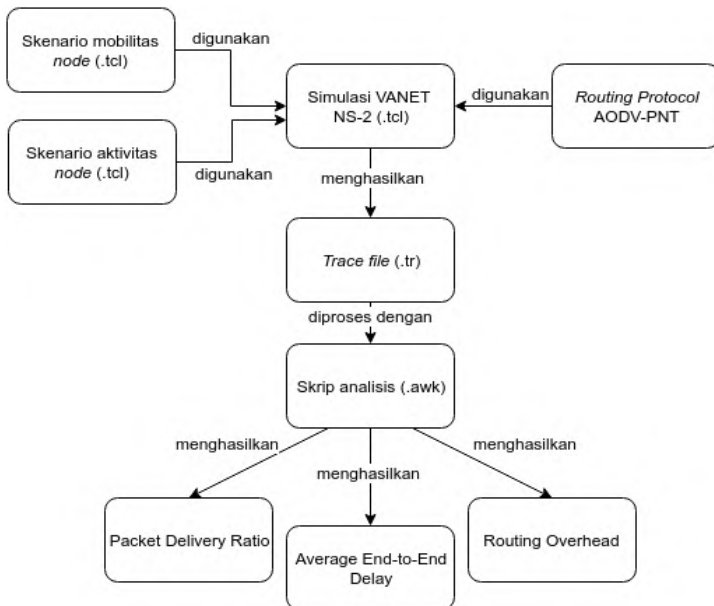 Skenario mobilitas
node (.tcl)
digunakan
Simulasi VANET
NS-2 (.tcl)
digunakan
Routing Protocol
AODV-PNT
Skenario aktivitas
node (.tcl)
digunakan
menghasilkan
Trace file (.tr)
diproses dengan
Skrip analisis (.awk)
menghasilkan
menghasilkan
menghasilkan
Packet Delivery Ratio
Average End-to-End
Delay
Routing Overhead